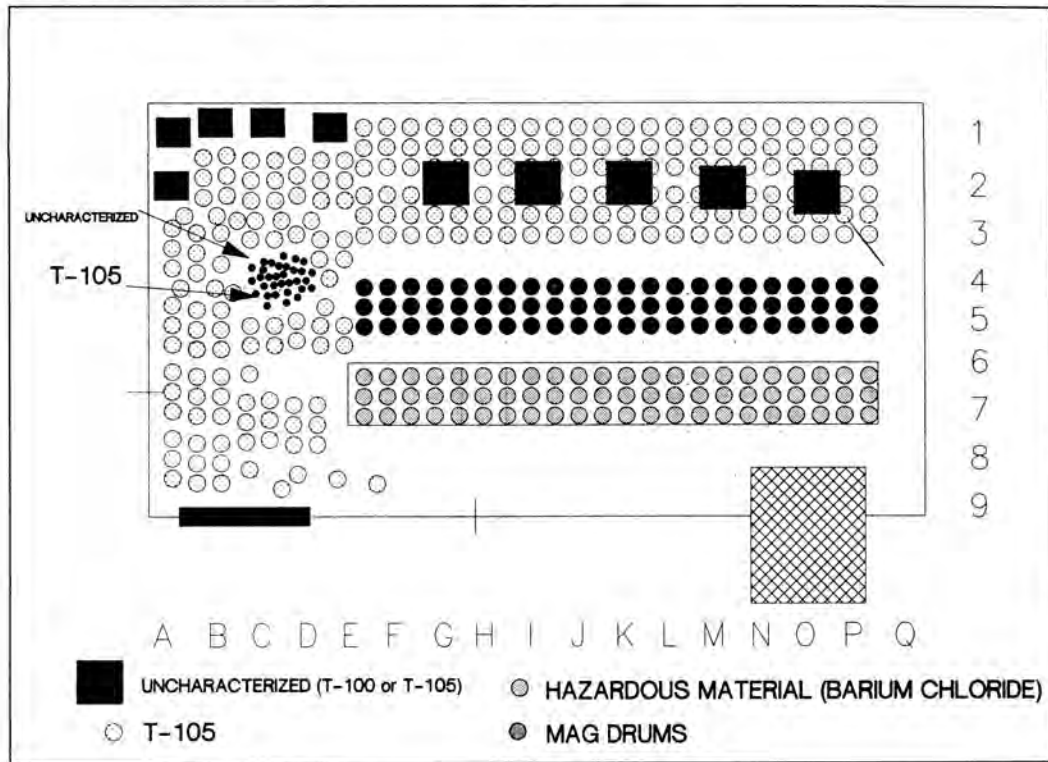 1
2
UNCHARACTERIZED
3
T-105
4
5
6
7
8
9
A B C D E F G H I J K L M N O P Q
UNCHARACTERIZED (T-100 or T-105)
HAZARDOUS MATERIAL (BARIUM CHLORIDE)
T-105
MAG DRUMS